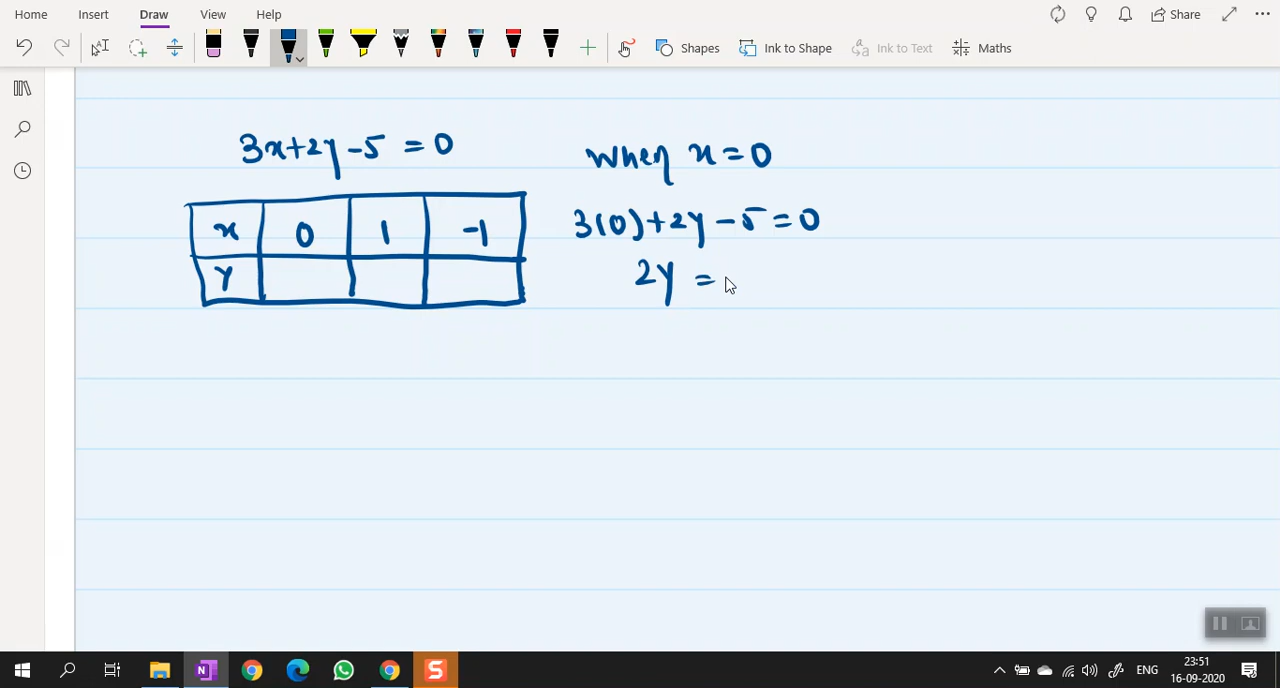 Home Insert Draw View Help
Share
Shapes Ink to Shape Ink to Text Maths
3x+2y-5 = 0
when x=0
3(0)+2y-5=0
x 0 1 -1
2y =
y
S
ENG
23:51
16-09-2020